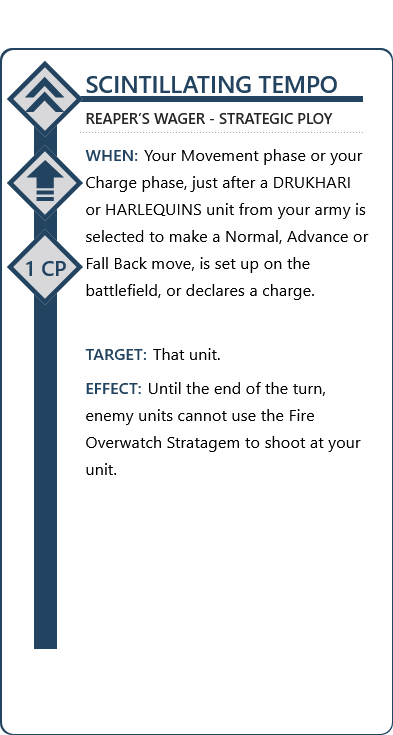 SCINTILLATING TEMPO
REAPER’S WAGER - STRATEGIC PLOY
WHEN: Your Movement phase or your
Charge phase, just after a DRUKHARI
or HARLEQUINS unit from your army is
selected to make a Normal, Advance or
Fall Back move, is set up on the
battlefield, or declares a charge.
1 CP
TARGET: That unit.
EFFECT: Until the end of the turn,
enemy units cannot use the Fire
Overwatch Stratagem to shoot at your
unit.